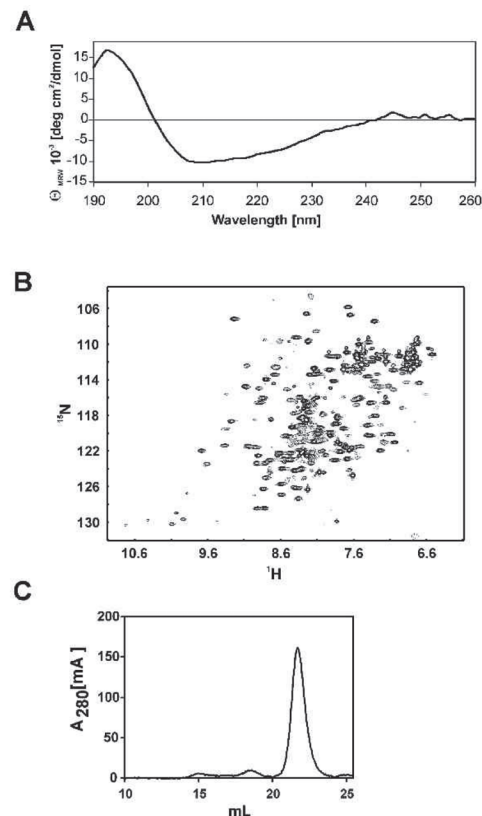 A
Θ MRW 10⁻³ [deg cm²/dmol]
15
10
5
0
-5
-10
-15
190 200 210 220 230 240 250 260
Wavelength [nm]
B
¹⁵N
106
110
114
118
122
126
130
10.6 9.6 8.6 7.6 6.6
¹H
C
A 280[mA ]
200
150
100
50
0
10 15 20 25
mL